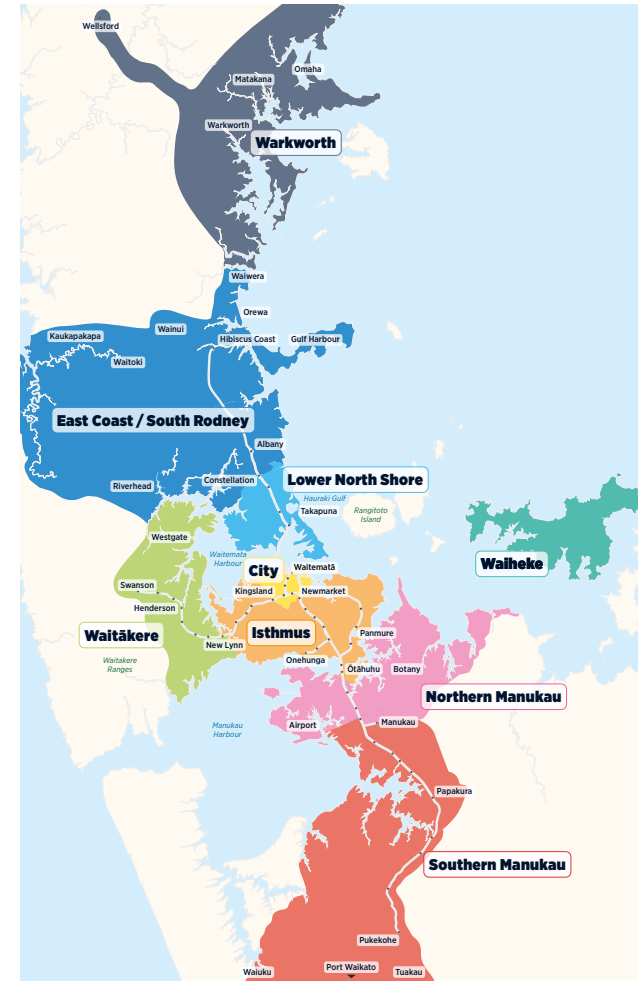 Wellsford
Omaha
Matakana
Warkworth
Warkworth
Waiwera
Orewa
Wainui
Kaukapakapa
Hibiscus Coast
Gulf Harbour
Waitoki
East Coast / South Rodney
Albany
Constellation
Lower North Shore
Riverhead
Hauraki Gulf
Takapuna
Rangitoto
Island
Westgate
Waitemata
Harbour
Waiheke
City
Waitematā
Swanson
Kingsland
Newmarket
Henderson
Waitākere
Isthmus
Panmure
New Lynn
Waitakere
Ranges
Onehunga
Ōtāhuhu
Botany
Northern Manukau
Manukau
Harbour
Airport
Manukau
Papakura
Southern Manukau
Pukekohe
Waiuku
Port Waikato
Tuakau